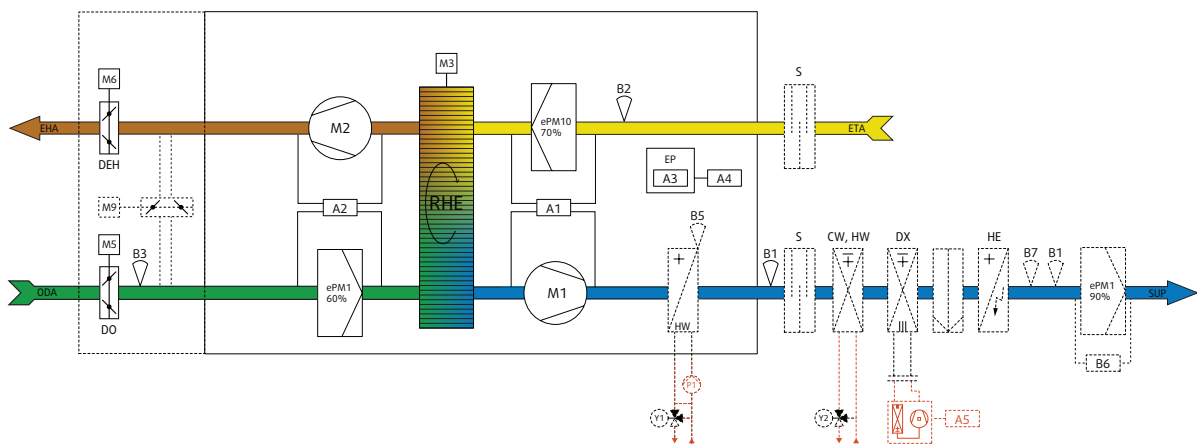 M6
M3
S
B2
EHA
M2
ePM10
70%
ETA
DEH
EP
A3
A4
M9
A2
RHE
A1
M5
B3
B5
B1
S
CW, HW
DX
HE
B7
B1
ODA
ePM1
60%
M1
ePM1
90%
SUP
DO
HW
B6
P1
Y1
Y2
A5